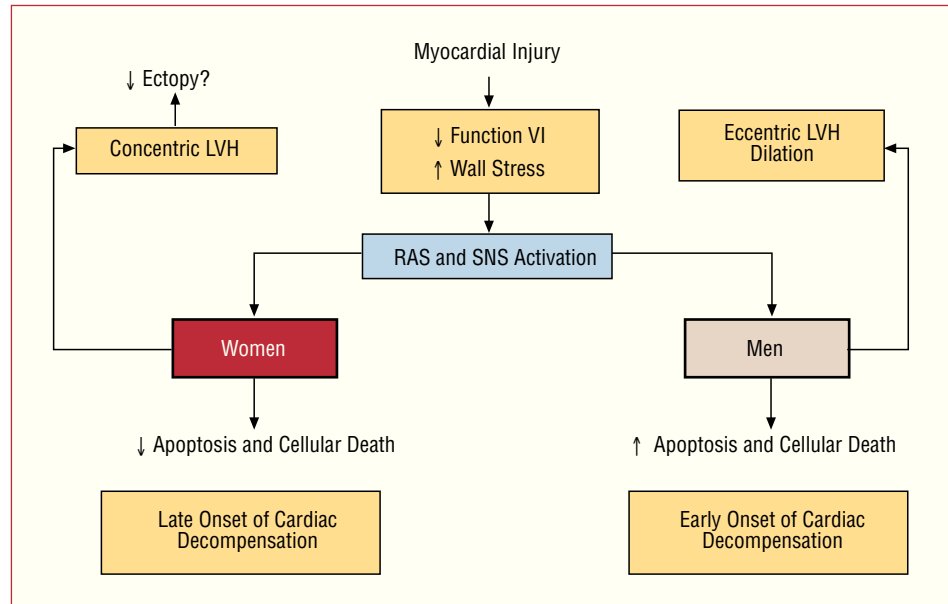 Myocardial Injury
↓ Ectopy?
Concentric LVH
↓ Function VI
↑ Wall Stress
Eccentric LVH
Dilation
RAS and SNS Activation
Women
Men
↓ Apoptosis and Cellular Death
↑ Apoptosis and Cellular Death
Late Onset of Cardiac
Decompensation
Early Onset of Cardiac
Decompensation